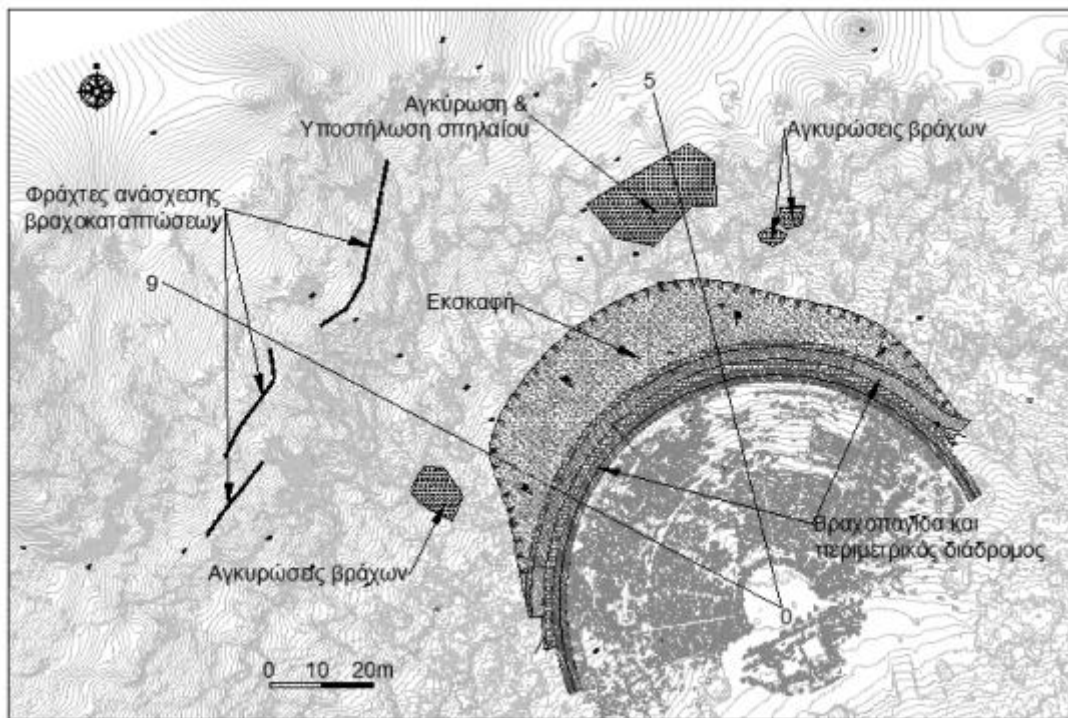 5
Αγκύρωση &
Υποστήλωση σπηλαίου
Αγκυρώσεις βράχων
Φράχτες ανάσχεσης
βραχοκαταπτώσεων
9
Εκσκαφή
Βραχοπαγίδα και
περιμετρικός διάδρομος
Αγκυρώσεις βράχων
0
0 10 20m